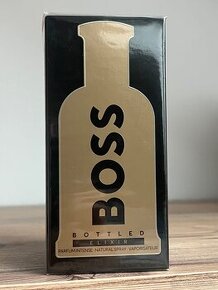 BOSS
BOTTLED
ELIXIR
PARFUM INTENSE · NATURAL SPRAY · VAPORISATEUR